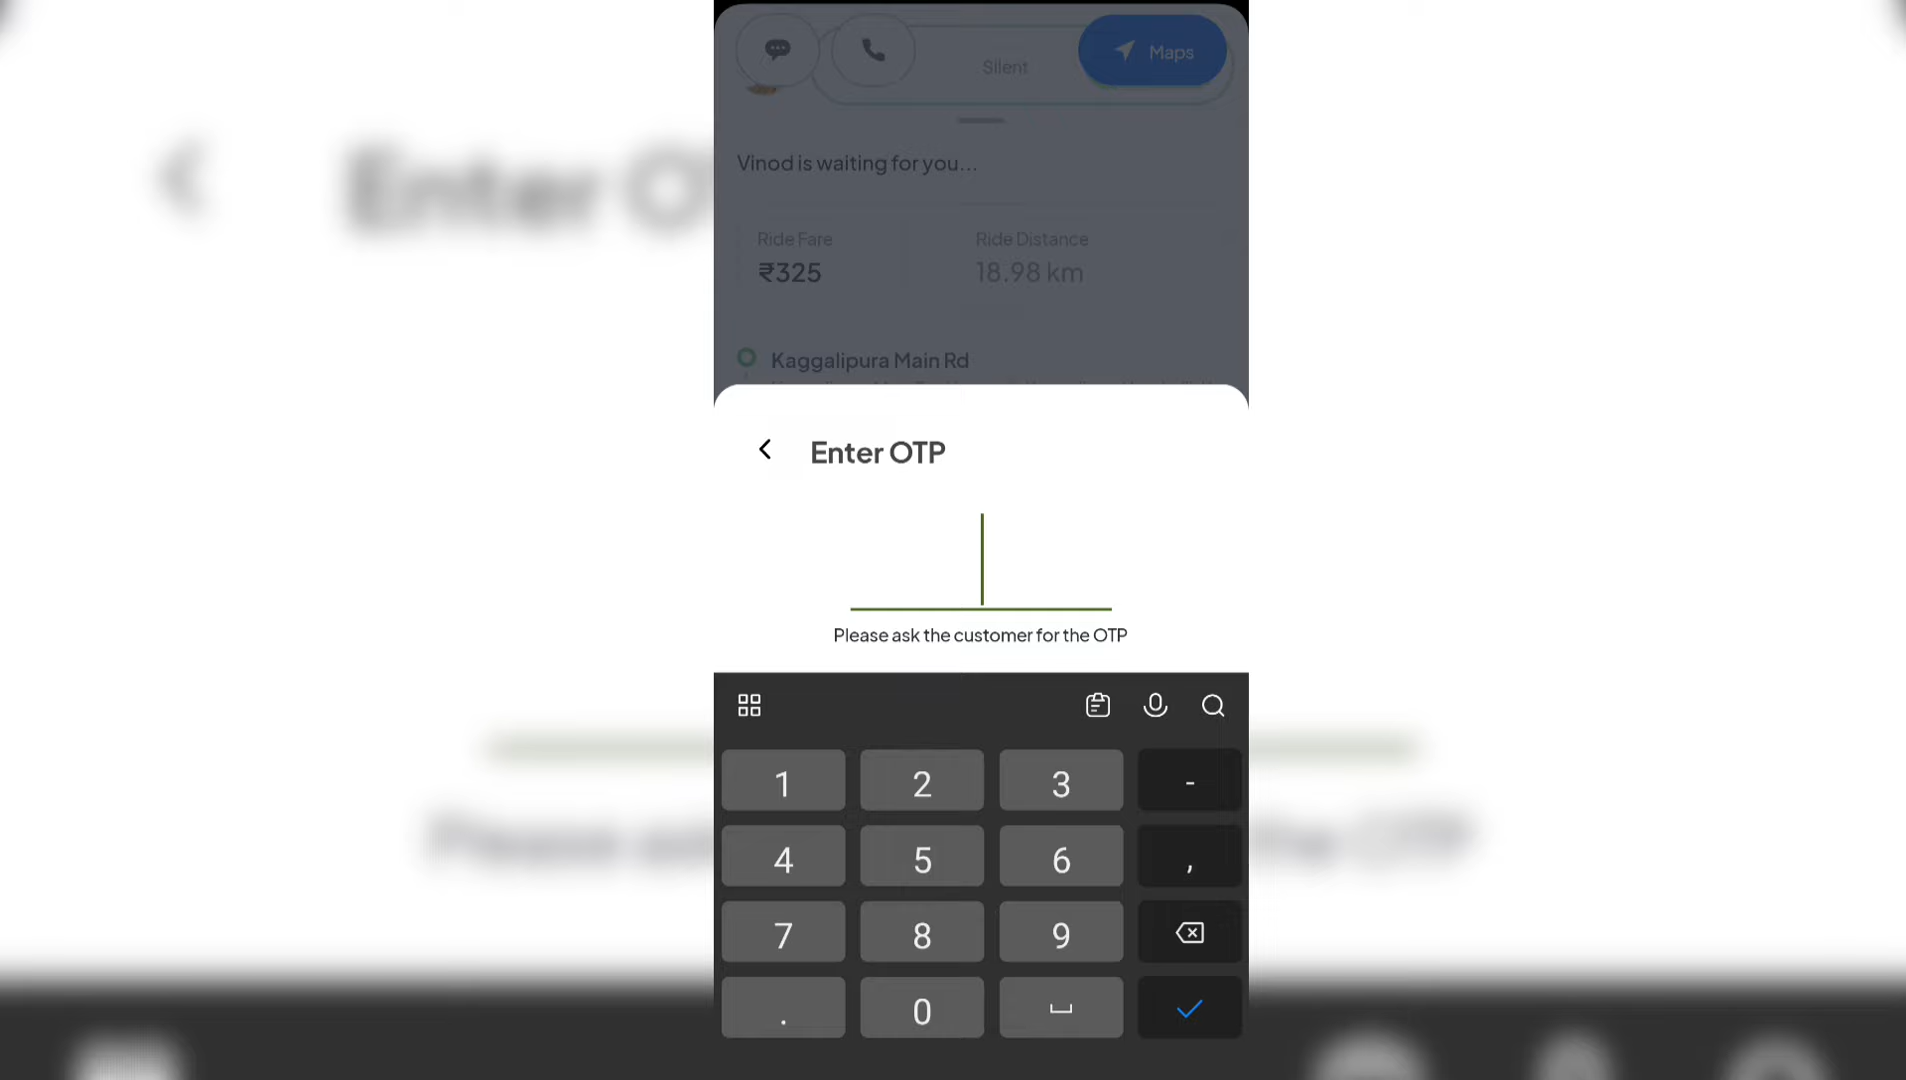 Silent
Maps
Vinod is waiting for you...
Ride Fare
Ride Distance
₹325
18.98 km
Kaggalipura Main Rd
Enter OTP
Please ask the customer for the OTP
1 2 3 -
4 5 6 ,
7 8 9
. 0